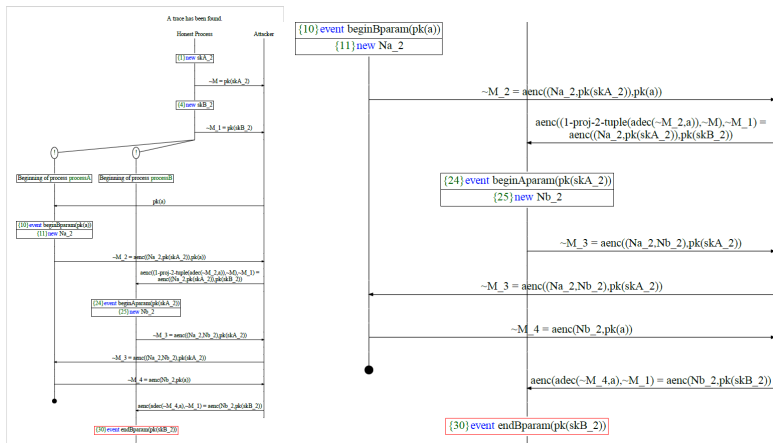 A trace has been found.
Honest Process
Attacker
{1}new skA_2
~M = pk(skA_2)
{4}new skB_2
~M_1 = pk(skB_2)
!
!
Beginning of process processA
Beginning of process processB
pk(a)
{10}event beginBparam(pk(a))
{11}new Na_2
~M_2 = aenc((Na_2,pk(skA_2)),pk(a))
aenc((1-proj-2-tuple(adec(~M_2,a)),~M),~M_1) =
aenc((Na_2,pk(skA_2)),pk(skB_2))
{24}event beginAparam(pk(skA_2))
{25}new Nb_2
~M_3 = aenc((Na_2,Nb_2),pk(skA_2))
~M_3 = aenc((Na_2,Nb_2),pk(skA_2))
~M_4 = aenc(Nb_2,pk(a))
aenc(adec(~M_4,a),~M_1) = aenc(Nb_2,pk(skB_2))
{30}event endBparam(pk(skB_2))
{10}event beginBparam(pk(a))
{11}new Na_2
~M_2 = aenc((Na_2,pk(skA_2)),pk(a))
aenc((1-proj-2-tuple(adec(~M_2,a)),~M),~M_1) =
aenc((Na_2,pk(skA_2)),pk(skB_2))
{24}event beginAparam(pk(skA_2))
{25}new Nb_2
~M_3 = aenc((Na_2,Nb_2),pk(skA_2))
~M_3 = aenc((Na_2,Nb_2),pk(skA_2))
~M_4 = aenc(Nb_2,pk(a))
aenc(adec(~M_4,a),~M_1) = aenc(Nb_2,pk(skB_2))
{30}event endBparam(pk(skB_2))